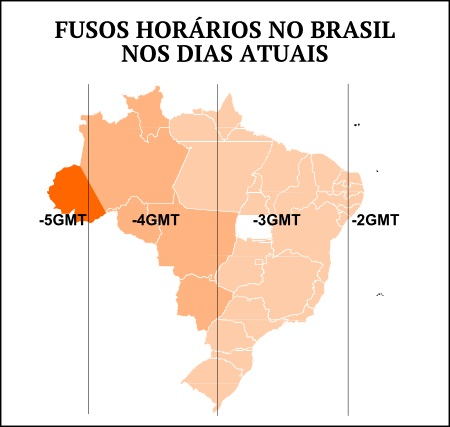 FUSOS HORÁRIOS NO BRASIL
NOS DIAS ATUAIS
-5GMT -4GMT -3GMT -2GMT